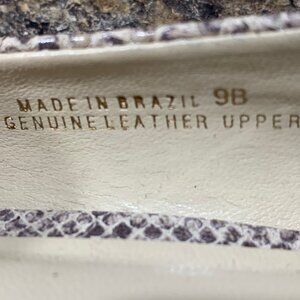 MADE IN BRAZIL 9B
GENUINE LEATHER UPPER